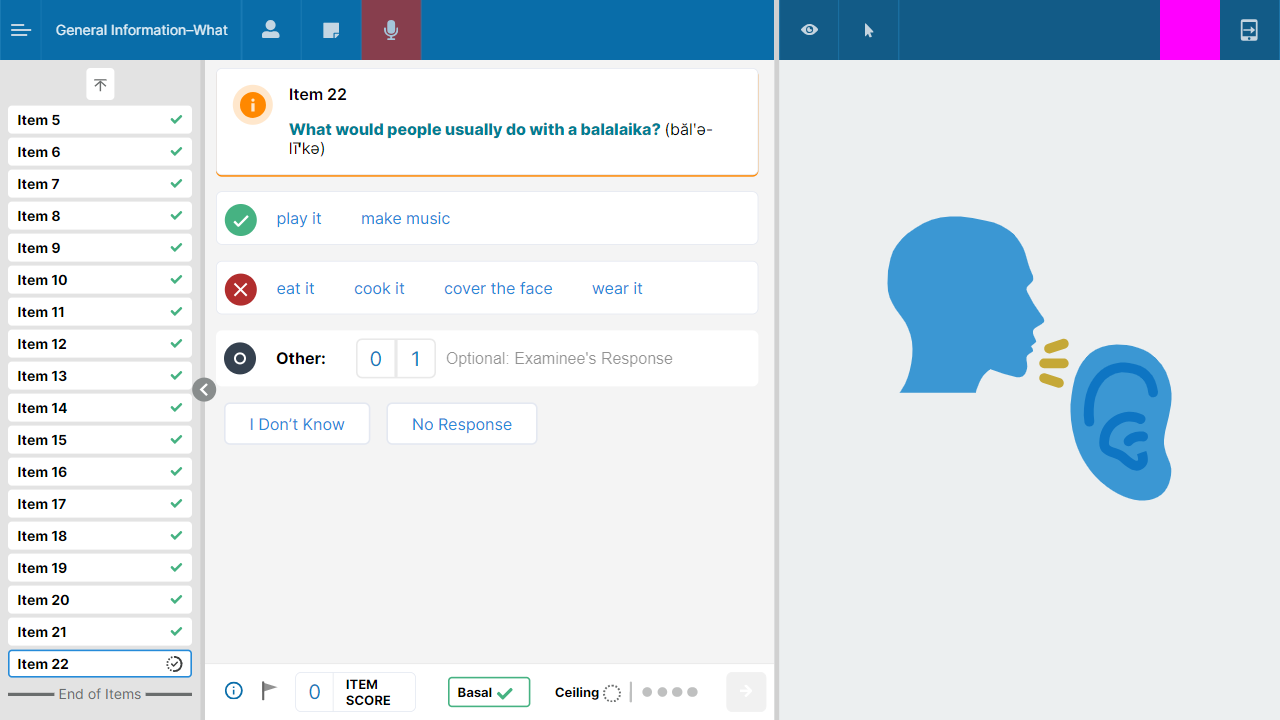 General Information–What
Item 5
Item 6
Item 7
Item 8
Item 9
Item 10
Item 11
Item 12
Item 13
Item 14
Item 15
Item 16
Item 17
Item 18
Item 19
Item 20
Item 21
Item 22
End of Items
Item 22
What would people usually do with a balalaika? (băl'ə-
lī'kə)
play it make music
eat it cook it cover the face wear it
Other: 0 1 Optional: Examinee's Response
I Don’t Know No Response
0 ITEM
SCORE
Basal Ceiling